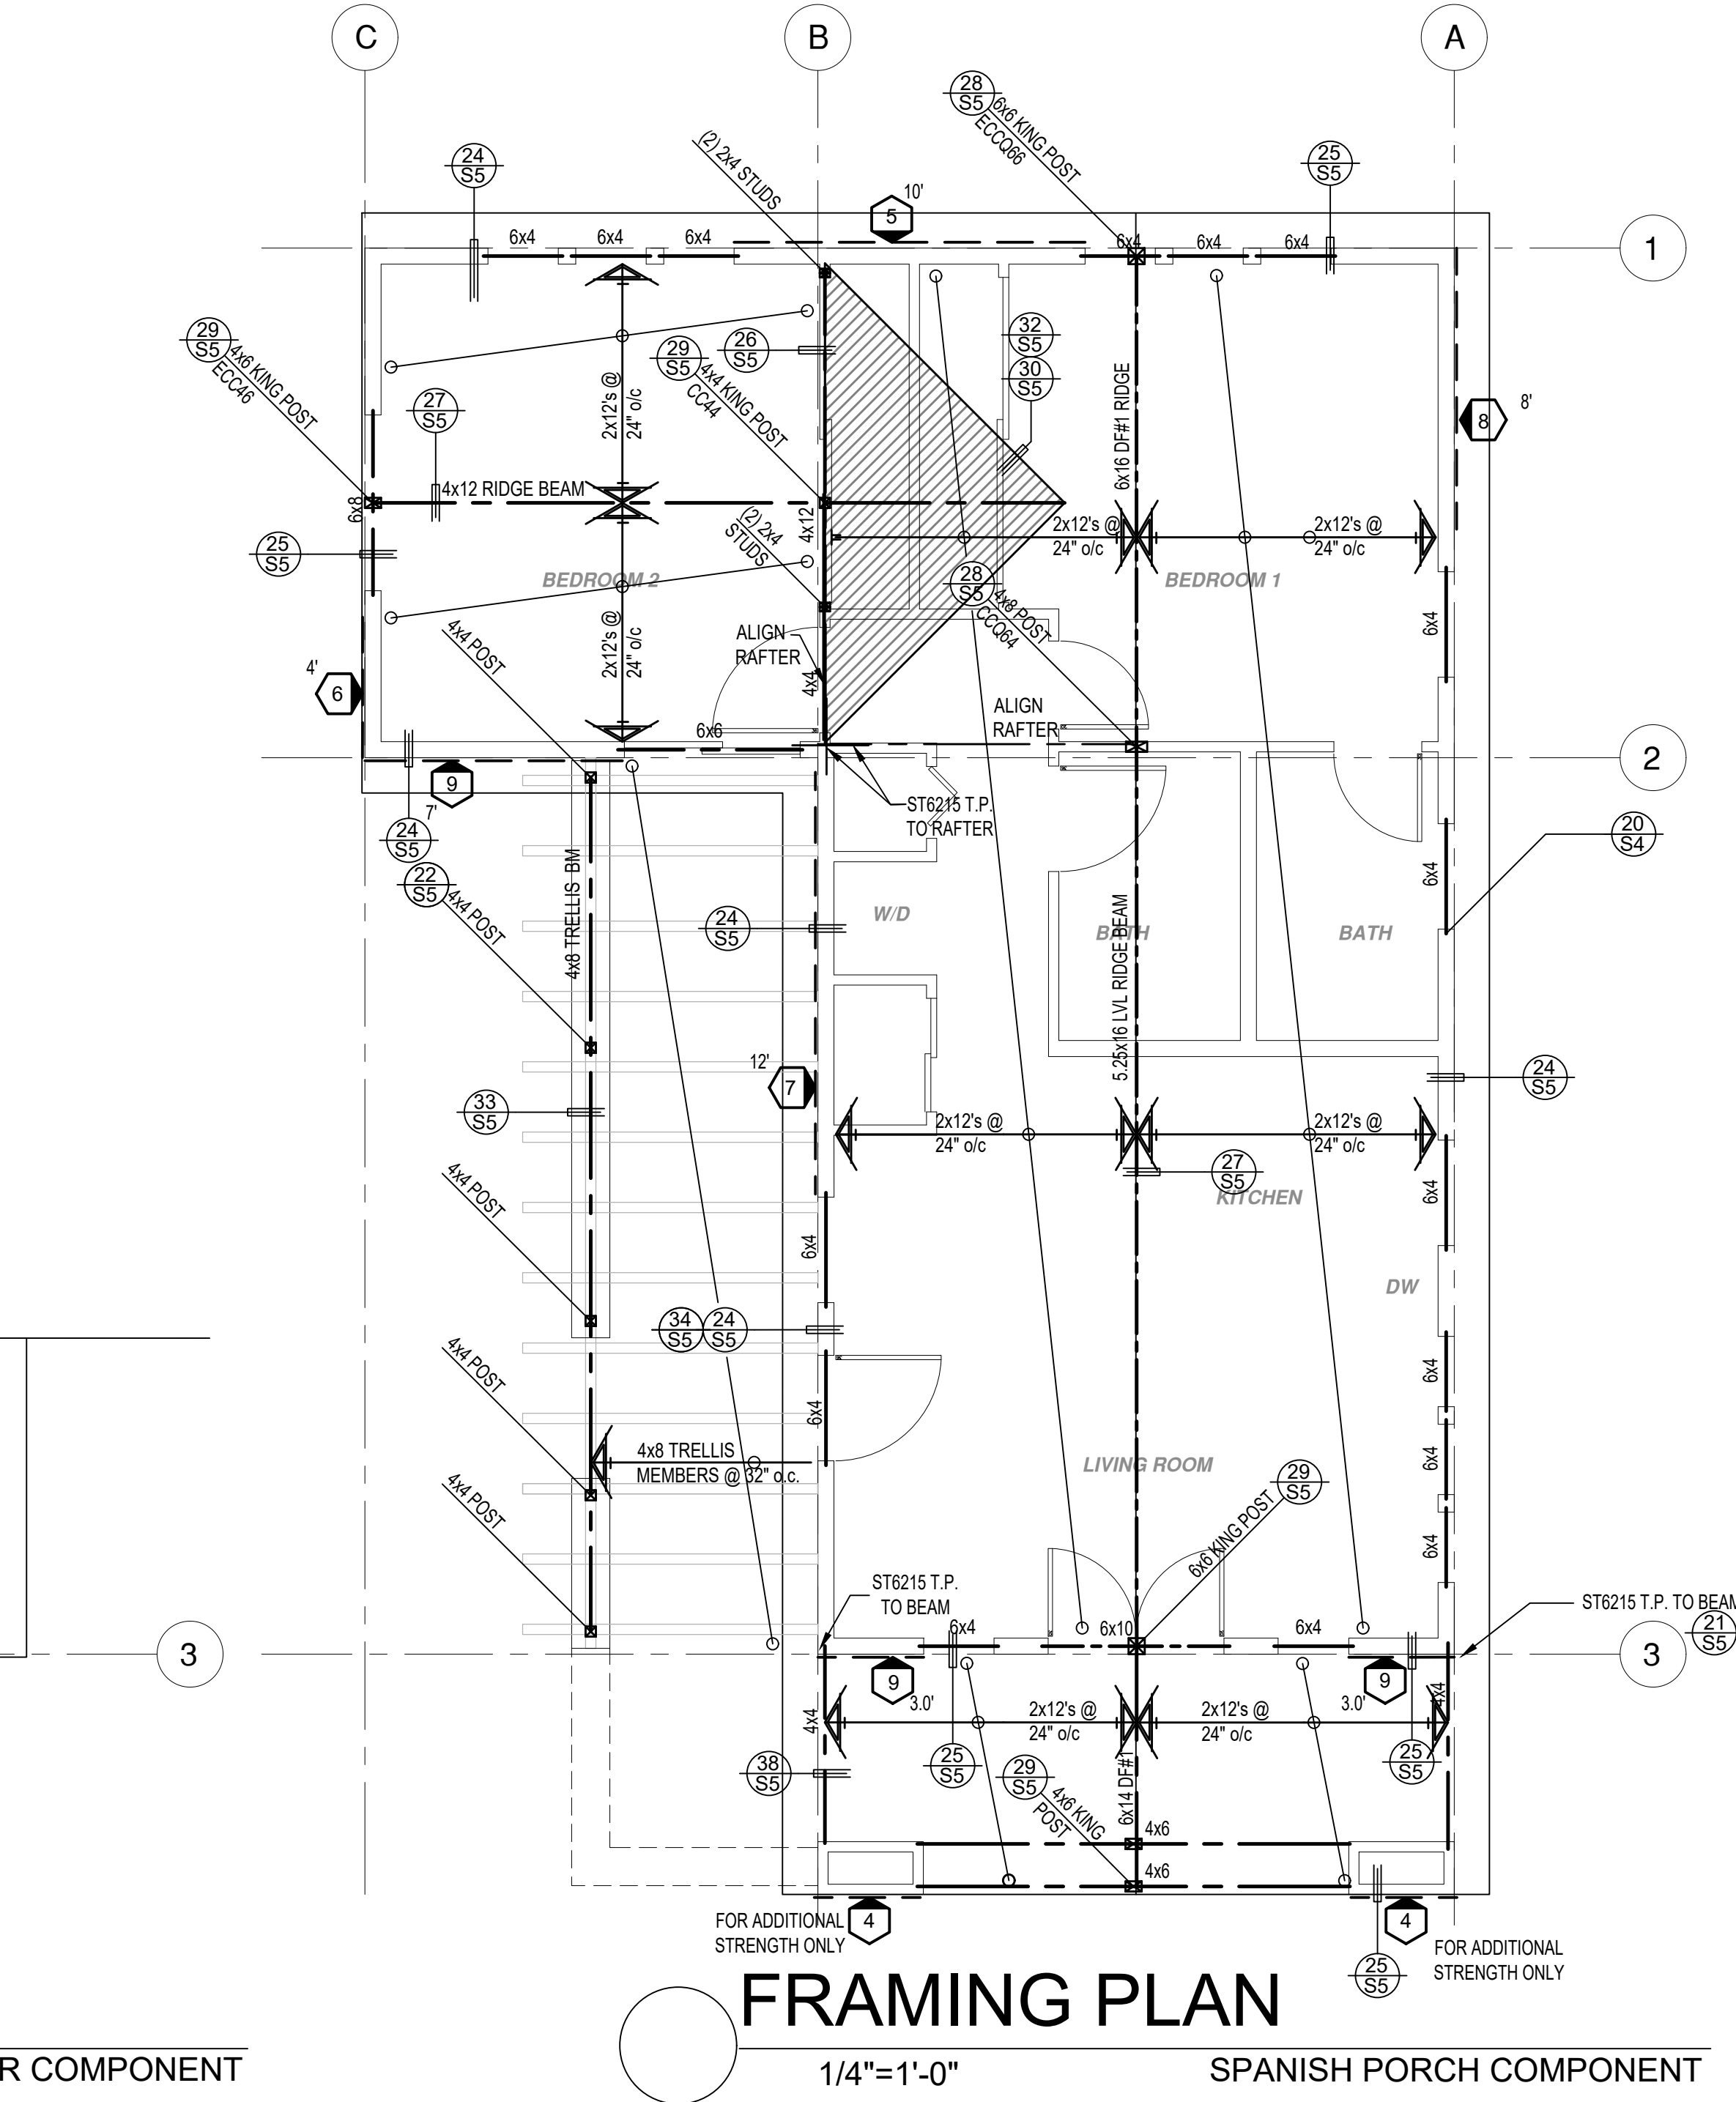 C
B
A
28
S5
6x6 KING POST
ECCQ66
(2) 2x4 STUDS
24
S5
25
S5
10'
5
6x4
6x4
6x4
6x4
6x4
6x4
1
29
S5
4x6 KING POST
ECC46
26
S5
29
S5
4x4 KING POST
CC44
32
S5
30
S5
27
S5
2x12's @
24" o/c
6x16 DF#1 RIDGE
8
8'
4x12 RIDGE BEAM
6x8
4x12
(2) 2x4
STUDS
2x12's @
24" o/c
2x12's @
24" o/c
25
S5
BEDROOM 2
BEDROOM 1
28
S5
4x8 POST
CCQ64
6x4
4x4 POST
2x12's @
24" o/c
ALIGN
RAFTER
4x4
4'
6
ALIGN
RAFTER
6x6
2
9
7'
24
S5
ST6215 T.P.
TO RAFTER
20
S4
22
S5
4x4 POST
4x8 TRELLIS BM
6x4
24
S5
W/D
BATH
BATH
5.25x16 LVL RIDGE BEAM
12'
7
24
S5
33
S5
2x12's @
24" o/c
2x12's @
24" o/c
27
S5
4x4 POST
KITCHEN
6x4
6x4
DW
34
S5
24
S5
4x4 POST
6x4
6x4
4x8 TRELLIS
MEMBERS @ 32" o.c.
LIVING ROOM
6x4
29
S5
4x4 POST
6x6 KING POST
6x4
ST6215 T.P.
TO BEAM
ST6215 T.P. TO BEAM
21
S5
6x4
6x10
6x4
3
3
9
3.0'
9
3.0'
4x4
4x4
2x12's @
24" o/c
2x12's @
24" o/c
38
S5
25
S5
29
S5
4x6 KING
POST
6x14 DF#1
25
S5
4x6
4x6
FOR ADDITIONAL
STRENGTH ONLY
4
4
FOR ADDITIONAL
STRENGTH ONLY
25
S5
FRAMING PLAN
R COMPONENT
1/4"=1'-0"
SPANISH PORCH COMPONENT